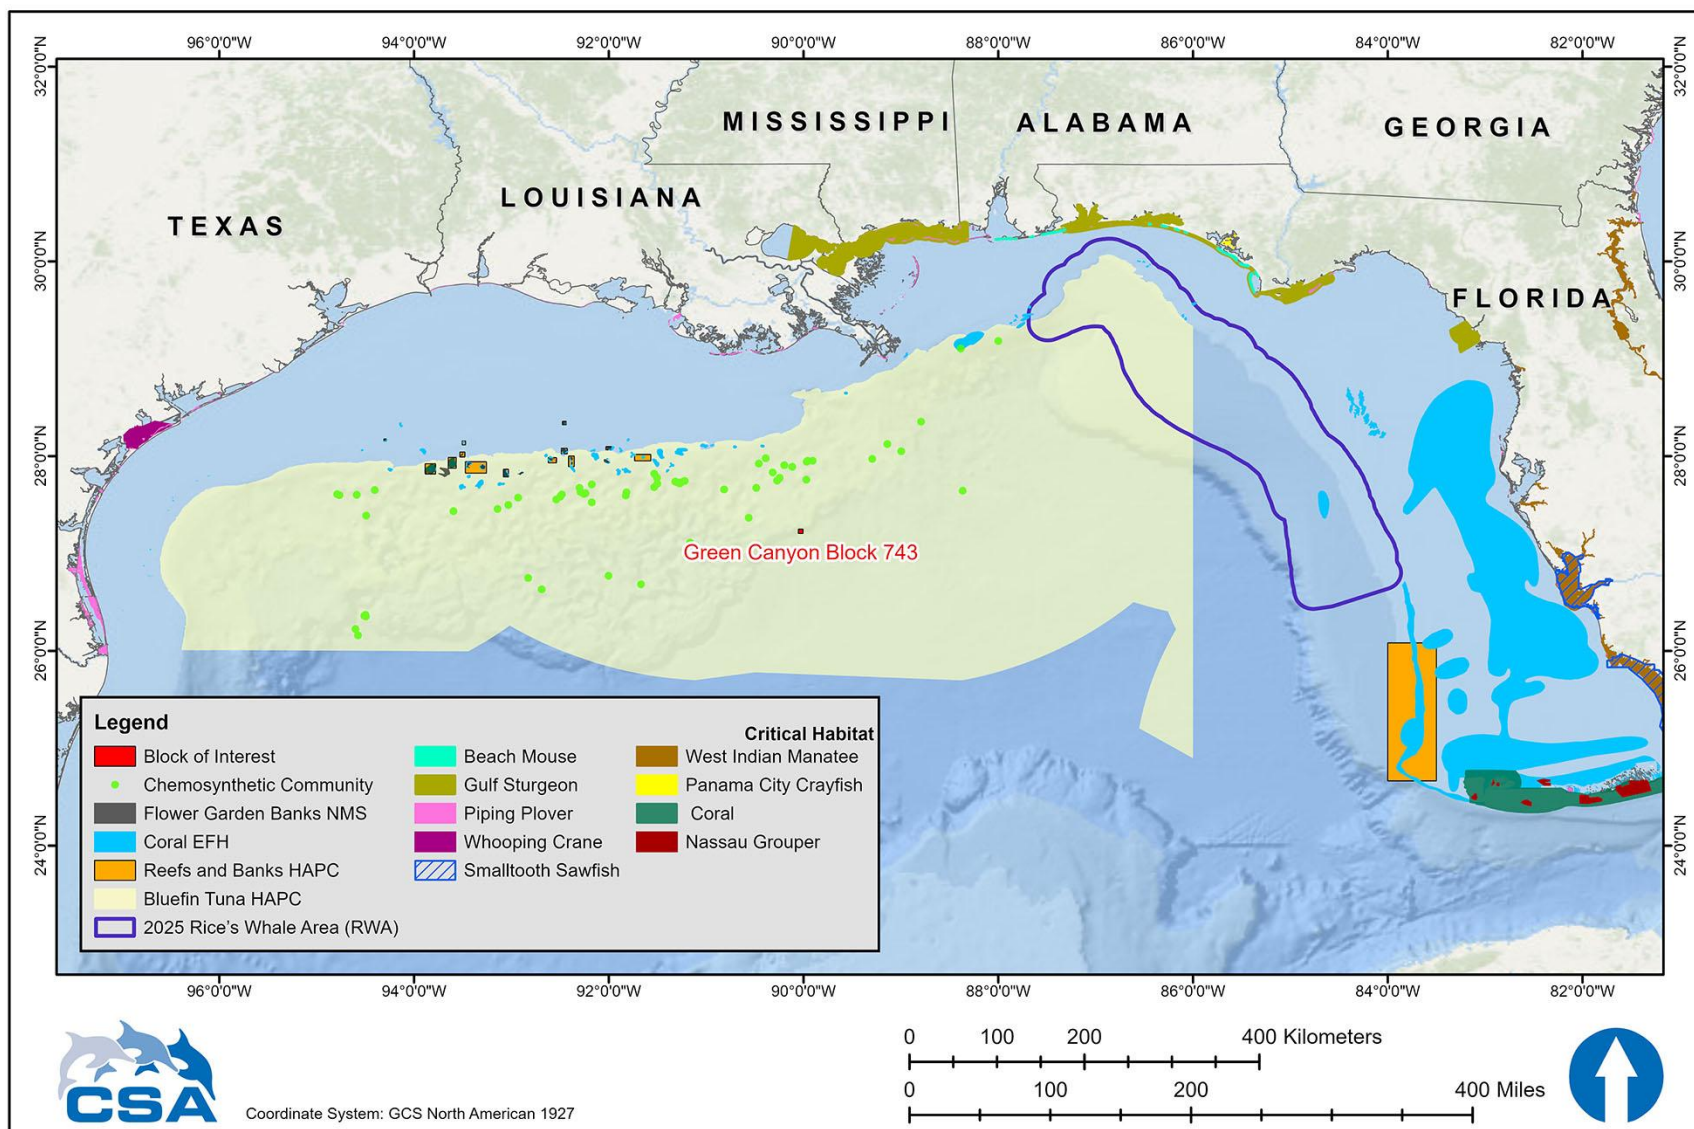 96°0'0"W 94°0'0"W 92°0'0"W 90°0'0"W 88°0'0"W 86°0'0"W 84°0'0"W 82°0'0"W
32°0'0"N 32°0'0"N
MISSISSIPPI ALABAMA GEORGIA
LOUISIANA
TEXAS
30°0'0"N 30°0'0"N
FLORIDA
28°0'0"N 28°0'0"N
Green Canyon Block 743
26°0'0"N 26°0'0"N
Legend
Critical Habitat
Block of Interest
Beach Mouse
West Indian Manatee
Chemosynthetic Community
Gulf Sturgeon
Panama City Crayfish
Flower Garden Banks NMS
Piping Plover
Coral
Coral EFH
Whooping Crane
Nassau Grouper
Reefs and Banks HAPC
Smalltooth Sawfish
Bluefin Tuna HAPC
2025 Rice's Whale Area (RWA)
24°0'0"N 24°0'0"N
96°0'0"W 94°0'0"W 92°0'0"W 90°0'0"W 88°0'0"W 86°0'0"W 84°0'0"W 82°0'0"W
CSA
Coordinate System: GCS North American 1927
0 100 200 400 Kilometers
0 100 200 400 Miles